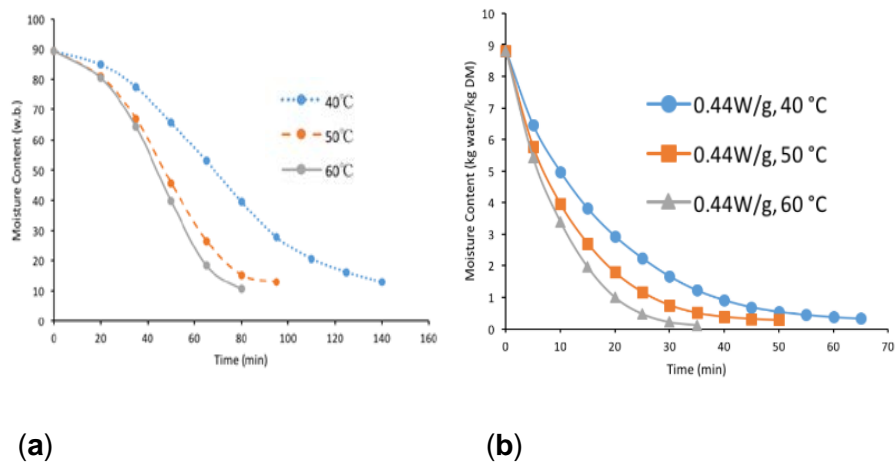 100
90
80
70
60
50
40
30
20
10
0
Moisture Content (w.b.)
0 20 40 60 80 100 120 140 160
Time (min)
40℃
50℃
60℃
(a)
10
9
8
7
6
5
4
3
2
1
0
Moisture Content (kg water/kg DM)
0 10 20 30 40 50 60 70
Time (min)
0.44W/g, 40 °C
0.44W/g, 50 °C
0.44W/g, 60 °C
(b)